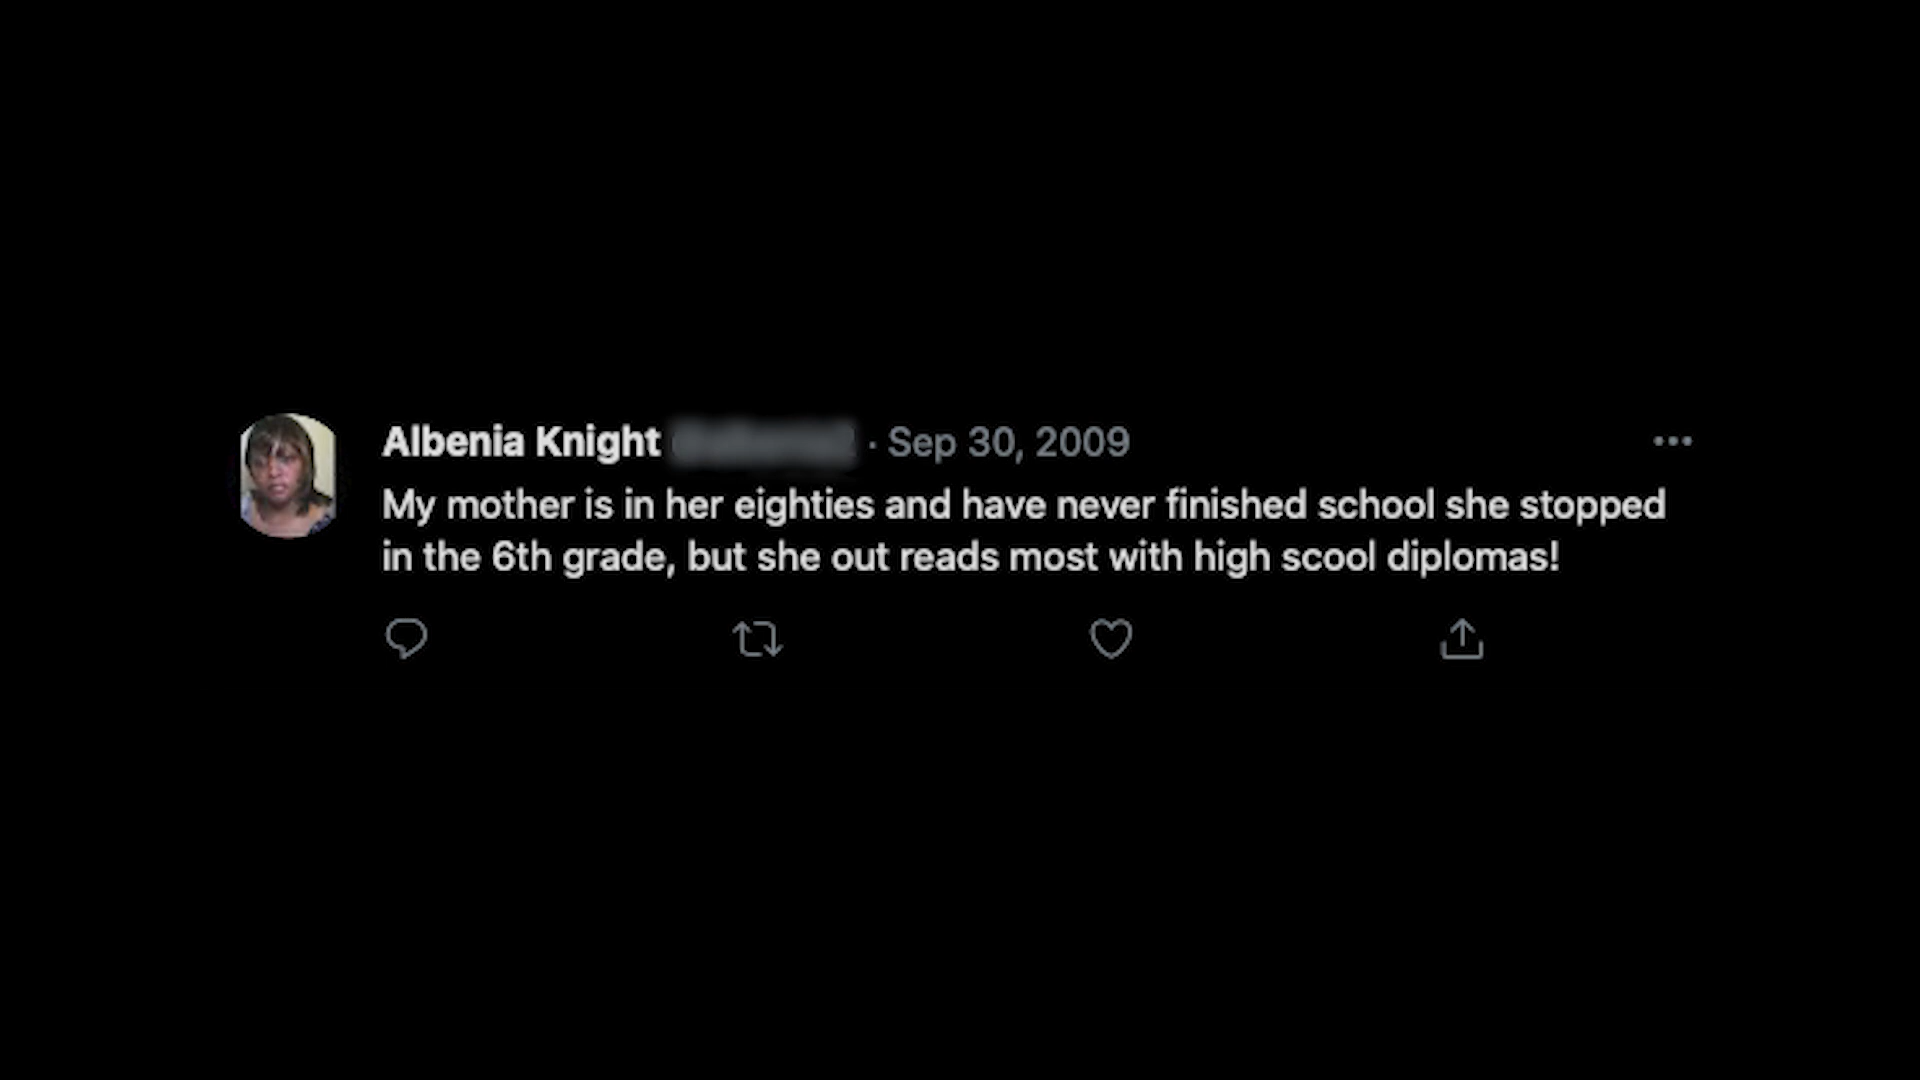 Albenia Knight · Sep 30, 2009
My mother is in her eighties and have never finished school she stopped
in the 6th grade, but she out reads most with high scool diplomas!